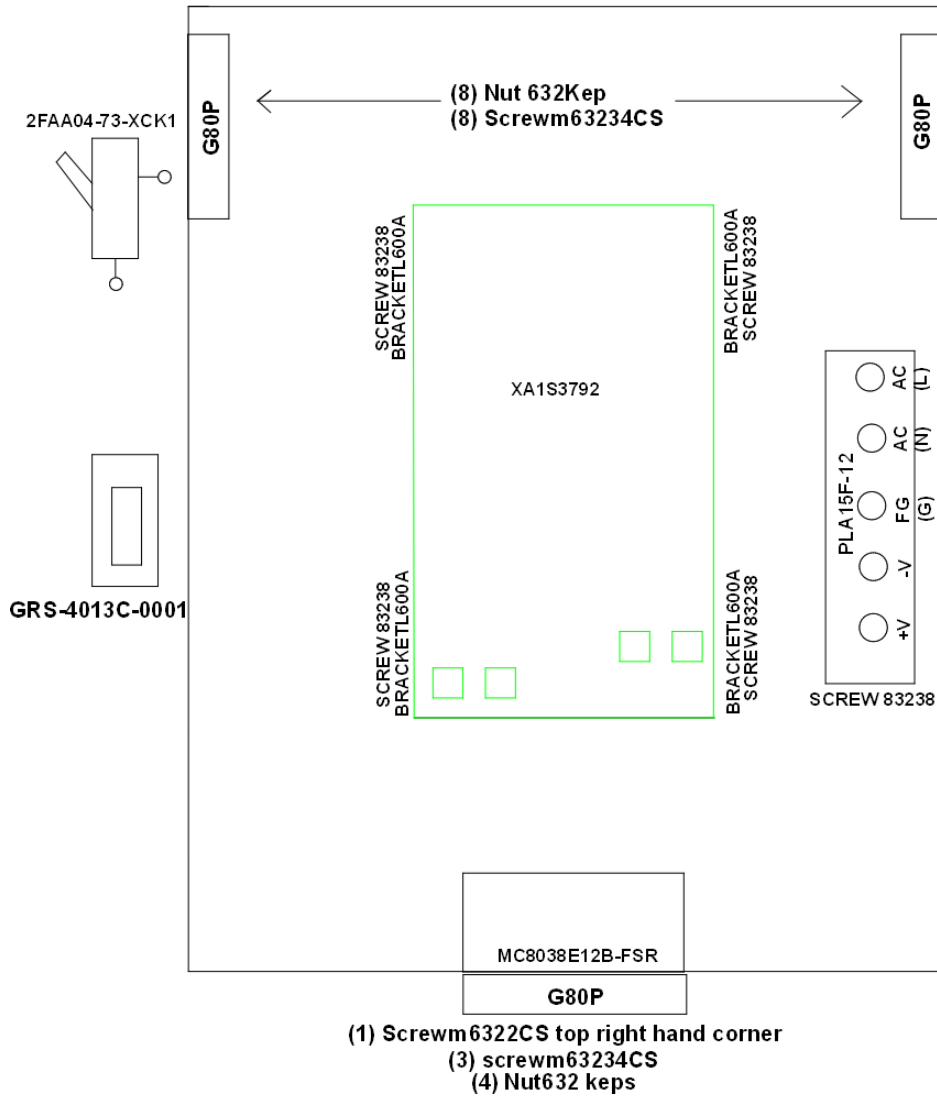 (8) Nut 632Kep
(8) Screwm63234CS
G80P
G80P
2FAA04-73-XCK1
SCREW 83238
BRACKETL600A
BRACKETL600A
SCREW 83238
XA1S3792
AC
(L)
AC
(N)
FG
(G)
-V
+V
PLA15F-12
SCREW 83238
GRS-4013C-0001
SCREW 83238
BRACKETL600A
BRACKETL600A
SCREW 83238
MC8038E12B-FSR
G80P
(1) Screwm6322CS top right hand corner
(3) screwm63234CS
(4) Nut632 keps